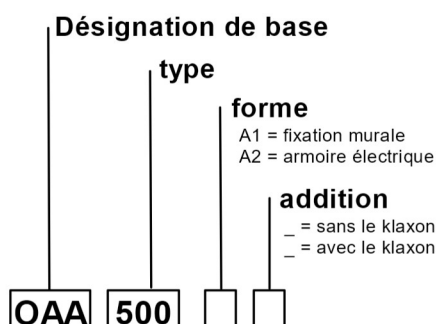 Désignation de base
type
forme
A1 = fixation murale
A2 = armoire électrique
addition
_ = sans le klaxon
_ = avec le klaxon
OAA 500